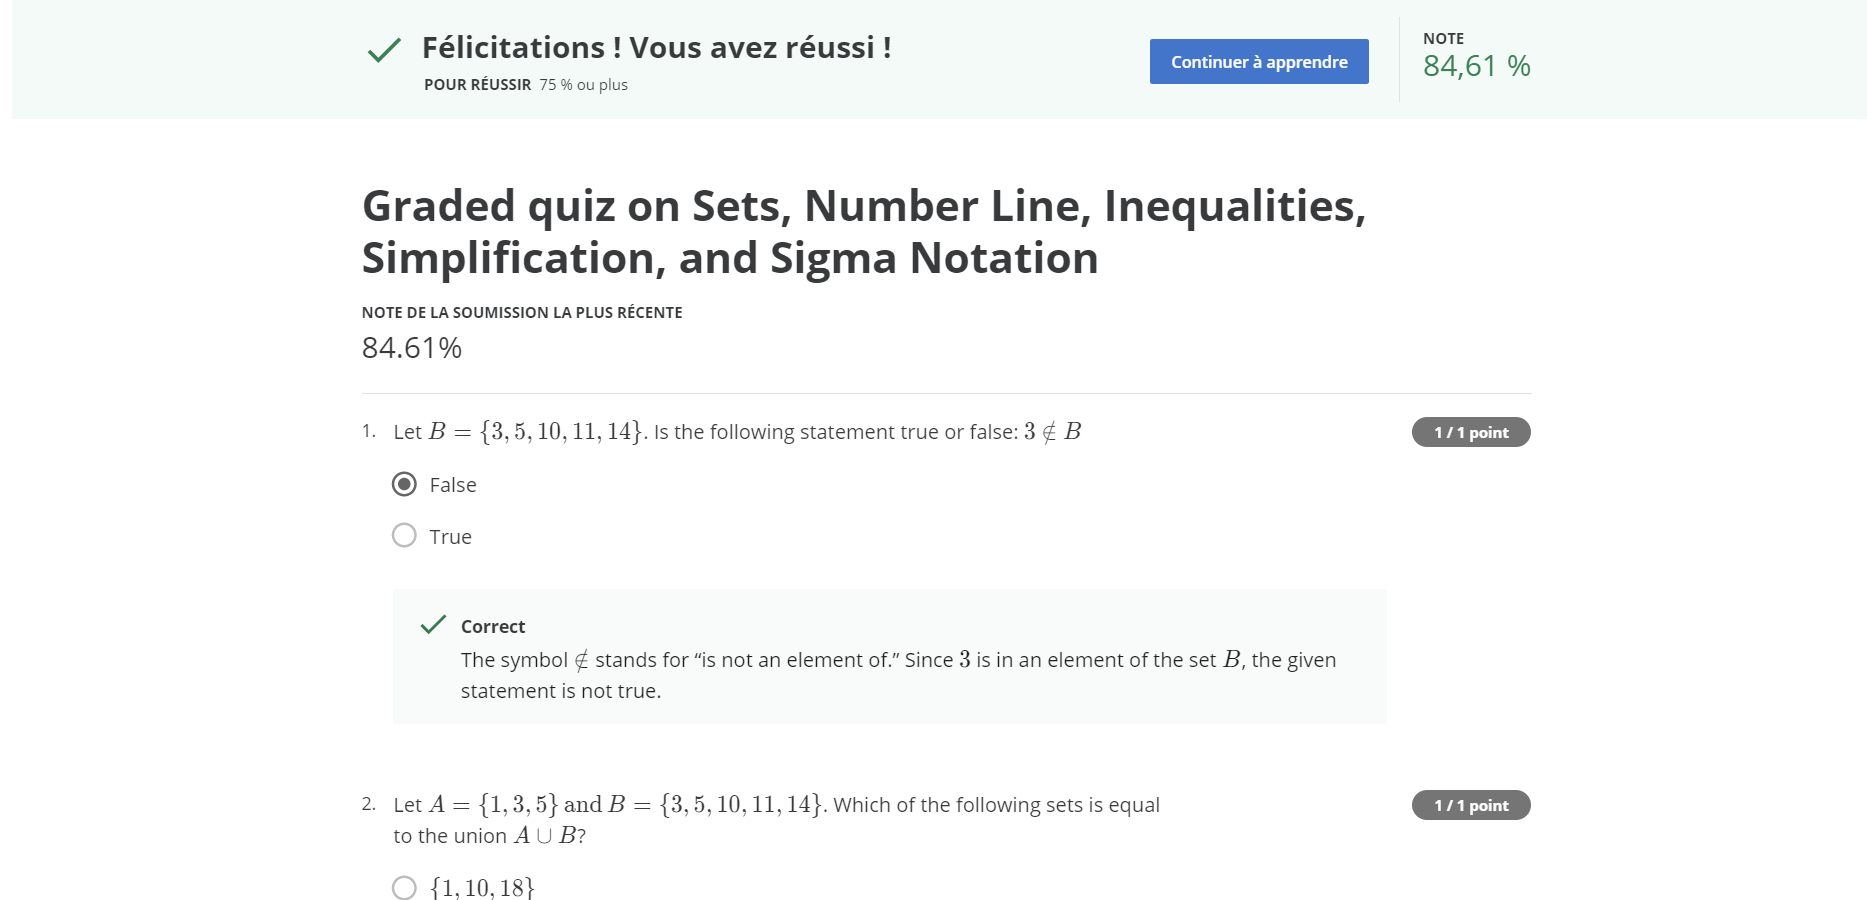 Félicitations ! Vous avez réussi !
POUR RÉUSSIR 75 % ou plus
Continuer à apprendre
NOTE
84,61 %
Graded quiz on Sets, Number Line, Inequalities,
Simplification, and Sigma Notation
NOTE DE LA SOUMISSION LA PLUS RÉCENTE
84.61%
1. Let B = {3, 5, 10, 11, 14}. Is the following statement true or false: 3 ∉ B
1 / 1 point
False
True
Correct
The symbol ∉ stands for “is not an element of.” Since 3 is in an element of the set B, the given
statement is not true.
2. Let A = {1, 3, 5} and B = {3, 5, 10, 11, 14}. Which of the following sets is equal
to the union A ∪ B?
1 / 1 point
{1, 10, 18}